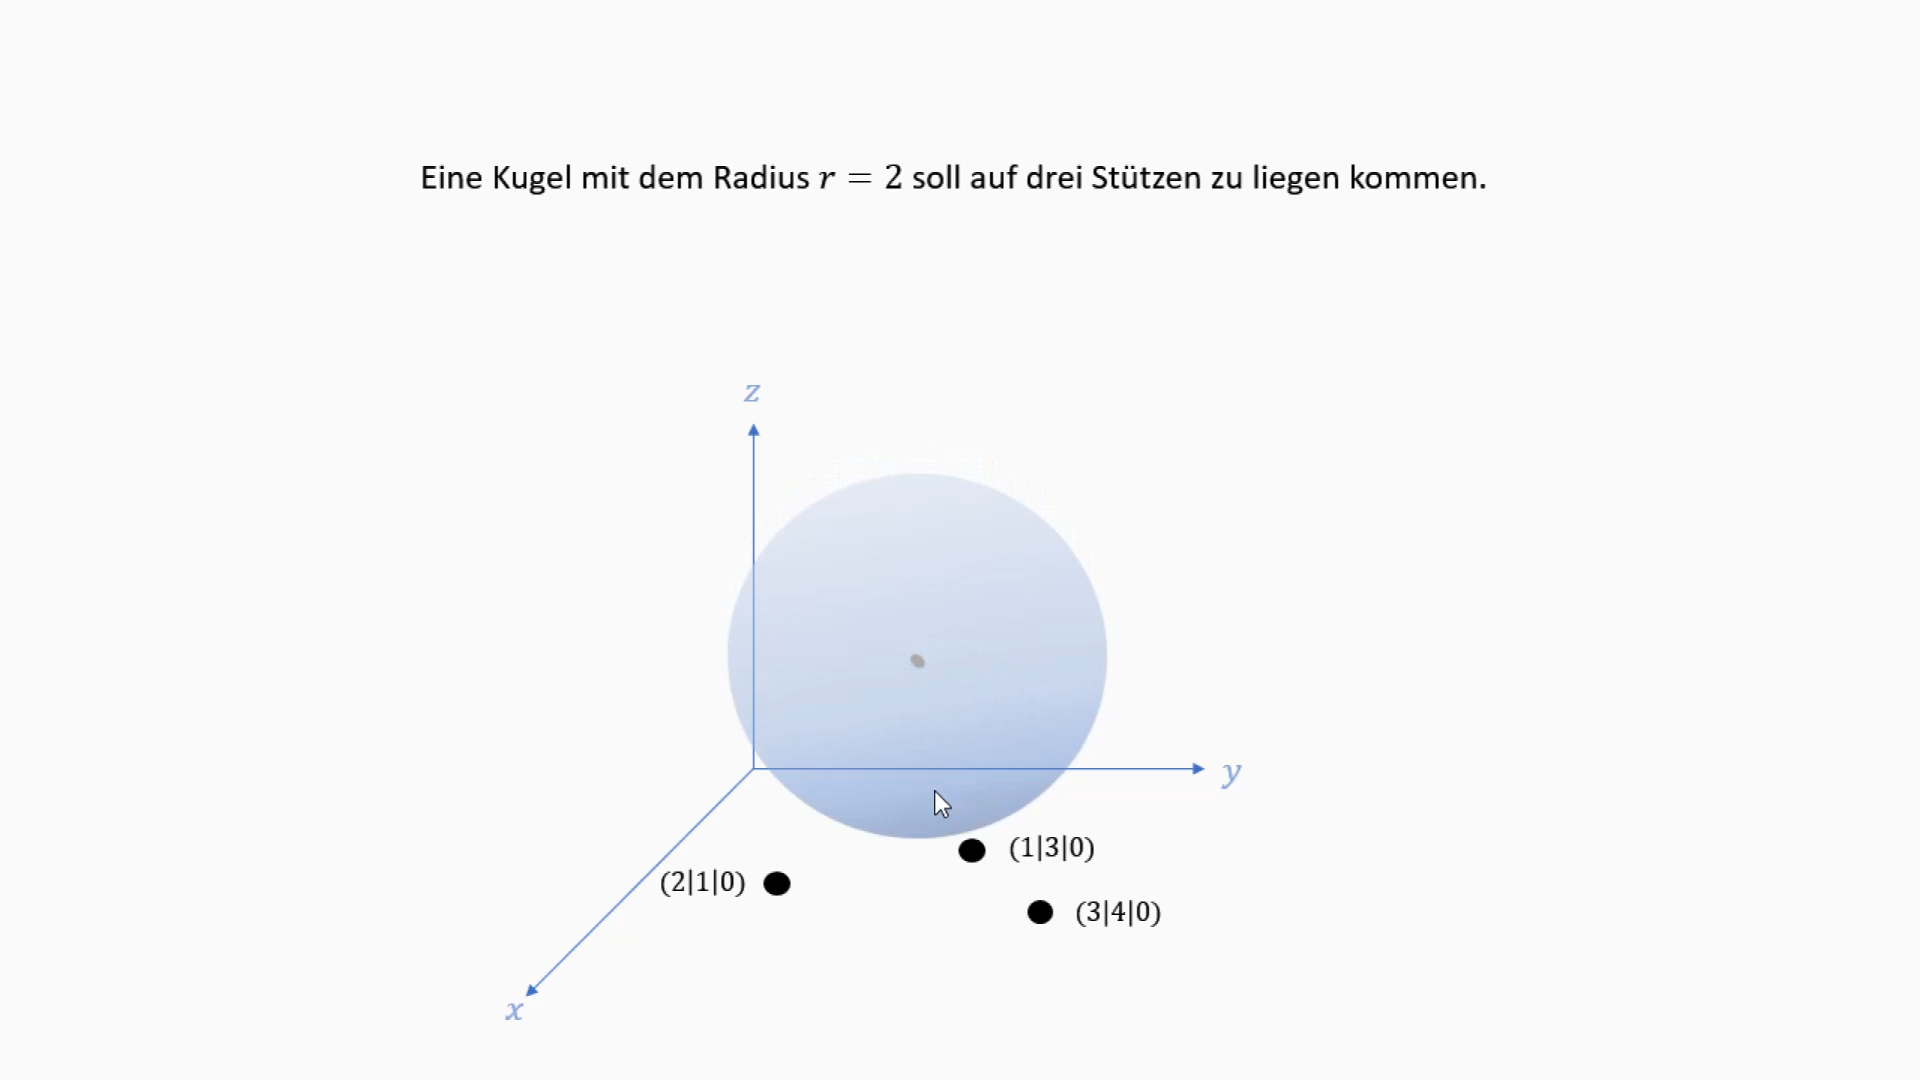 Eine Kugel mit dem Radius r = 2 soll auf drei Stützen zu liegen kommen.
z
y
(1|3|0)
(2|1|0)
(3|4|0)
x